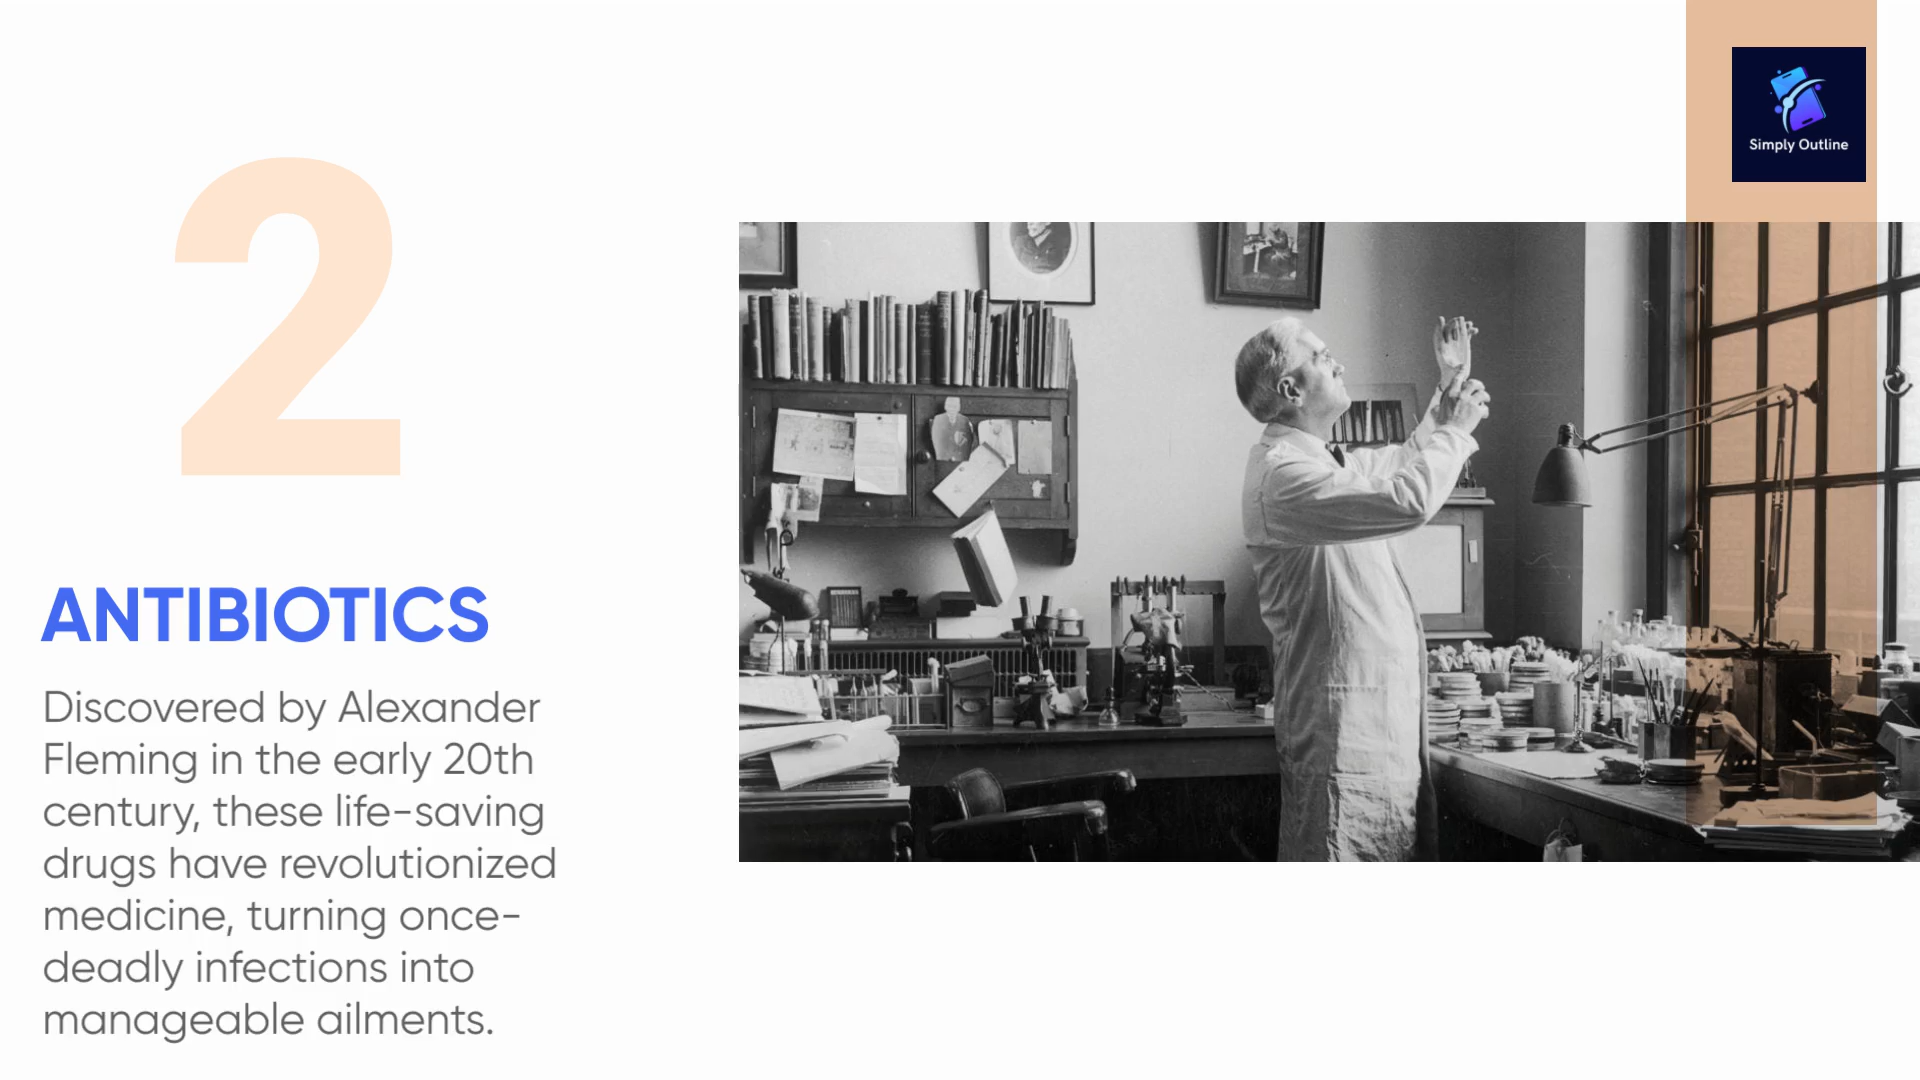 Simply Outline
2
ANTIBIOTICS
Discovered by Alexander
Fleming in the early 20th
century, these life-saving
drugs have revolutionized
medicine, turning once-
deadly infections into
manageable ailments.